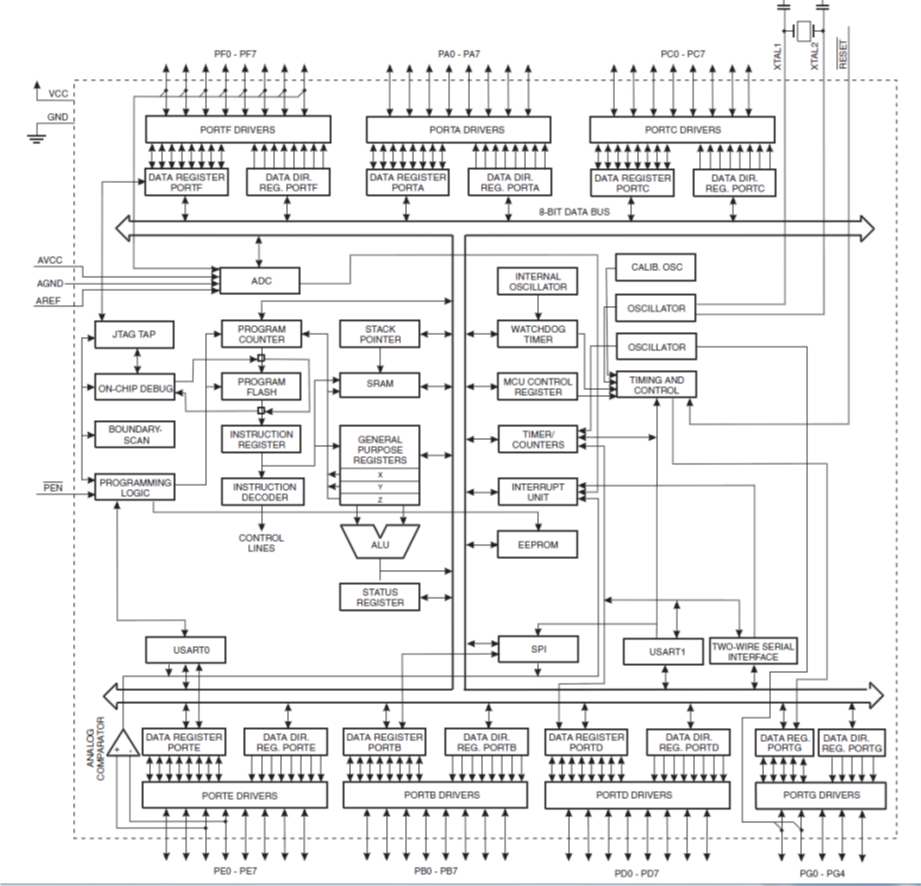 XTAL1
XTAL2
RESET
PF0 - PF7
PA0 - PA7
PC0 - PC7
VCC
GND
PORTF DRIVERS
PORTA DRIVERS
PORTC DRIVERS
DATA REGISTER
PORTF
DATA DIR.
REG. PORTF
DATA REGISTER
PORTA
DATA DIR.
REG. PORTA
DATA REGISTER
PORTC
DATA DIR.
REG. PORTC
8-BIT DATA BUS
AVCC
AGND
AREF
ADC
INTERNAL
OSCILLATOR
CALIB. OSC
OSCILLATOR
JTAG TAP
PROGRAM
COUNTER
STACK
POINTER
WATCHDOG
TIMER
OSCILLATOR
ON-CHIP DEBUG
PROGRAM
FLASH
SRAM
MCU CONTROL
REGISTER
TIMING AND
CONTROL
BOUNDARY-
SCAN
INSTRUCTION
REGISTER
GENERAL
PURPOSE
REGISTERS
X
Y
Z
TIMER/
COUNTERS
PEN
PROGRAMMING
LOGIC
INSTRUCTION
DECODER
INTERRUPT
UNIT
CONTROL
LINES
ALU
EEPROM
STATUS
REGISTER
USART0
SPI
USART1
TWO-WIRE SERIAL
INTERFACE
ANALOG
COMPARATOR
+ -
DATA REGISTER
PORTE
DATA DIR.
REG. PORTE
DATA REGISTER
PORTB
DATA DIR.
REG. PORTB
DATA REGISTER
PORTD
DATA DIR.
REG. PORTD
DATA REG.
PORTG
DATA DIR.
REG. PORTG
PORTE DRIVERS
PORTB DRIVERS
PORTD DRIVERS
PORTG DRIVERS
PE0 - PE7
PB0 - PB7
PD0 - PD7
PG0 - PG4